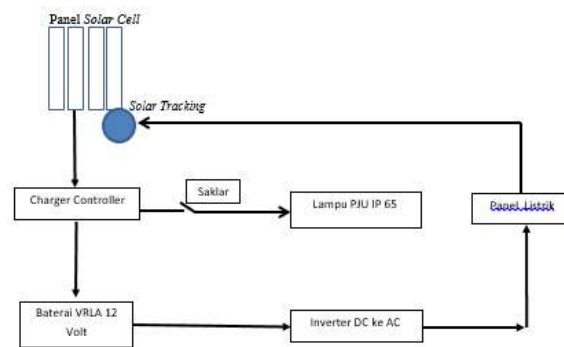 Panel Solar Cell
Solar Tracking
Saklar
Charger Controller
Lampu PJU IP 65
Panel Listrik
Baterai VRLA 12
Volt
Inverter DC ke AC